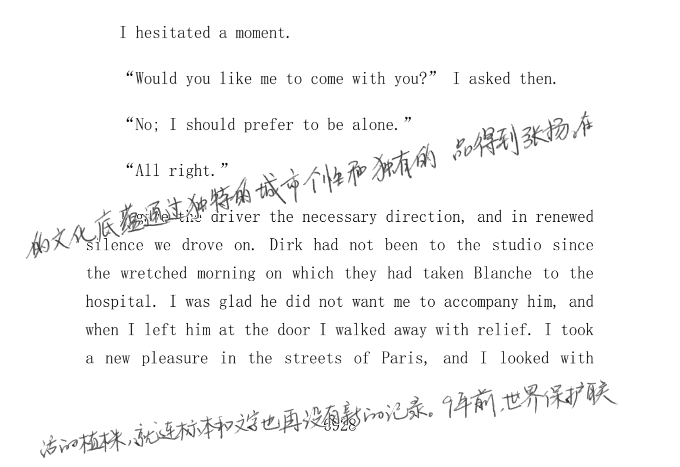 I hesitated a moment.
“Would you like me to come with you?” I asked then.
“No; I should prefer to be alone.”
“All right.”
的文化底蕴通过独特的城市个性和独有的 品得到张扬。在
the driver the necessary direction, and in renewed
silence we drove on. Dirk had not been to the studio since
the wretched morning on which they had taken Blanche to the
hospital. I was glad he did not want me to accompany him, and
when I left him at the door I walked away with relief. I took
a new pleasure in the streets of Paris, and I looked with
活的植株,就连标本和文字也再没有新的记录。9年前,世界保护联
3928